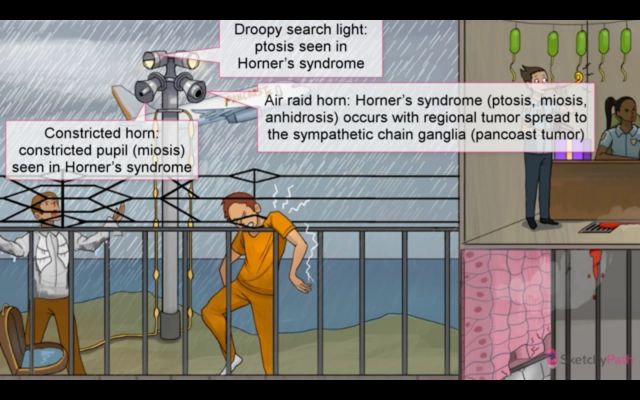 Droopy search light:
ptosis seen in
Horner's syndrome
Air raid horn: Horner's syndrome (ptosis, miosis,
anhidrosis) occurs with regional tumor spread to
the sympathetic chain ganglia (pancoast tumor)
Constricted horn:
constricted pupil (miosis)
seen in Horner's syndrome
SketchyPath